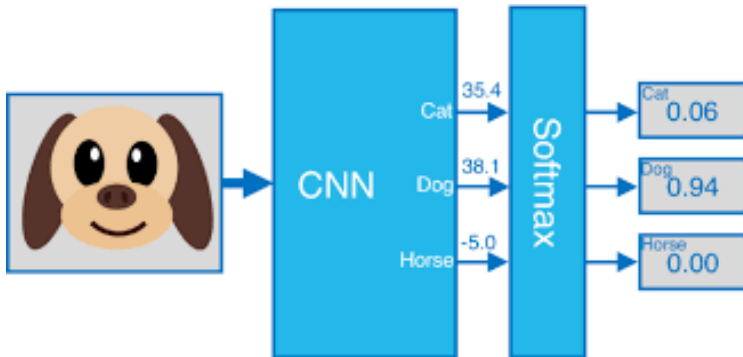 CNN
Cat
35.4
Dog
38.1
Horse
-5.0
Softmax
Cat
0.06
Dog
0.94
Horse
0.00